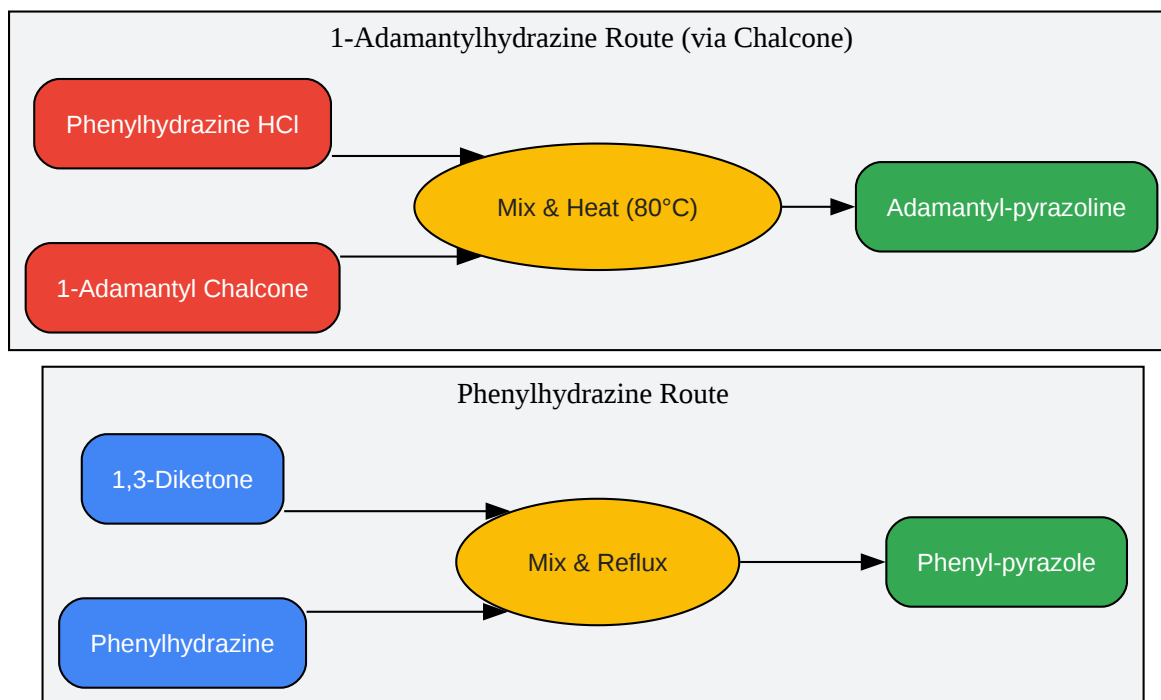 1-Adamantylhydrazine Route (via Chalcone)
Phenylhydrazine HCl
Mix & Heat (80°C)
Adamantyl-pyrazoline
1-Adamantyl Chalcone
Phenylhydrazine Route
1,3-Diketone
Mix & Reflux
Phenyl-pyrazole
Phenylhydrazine